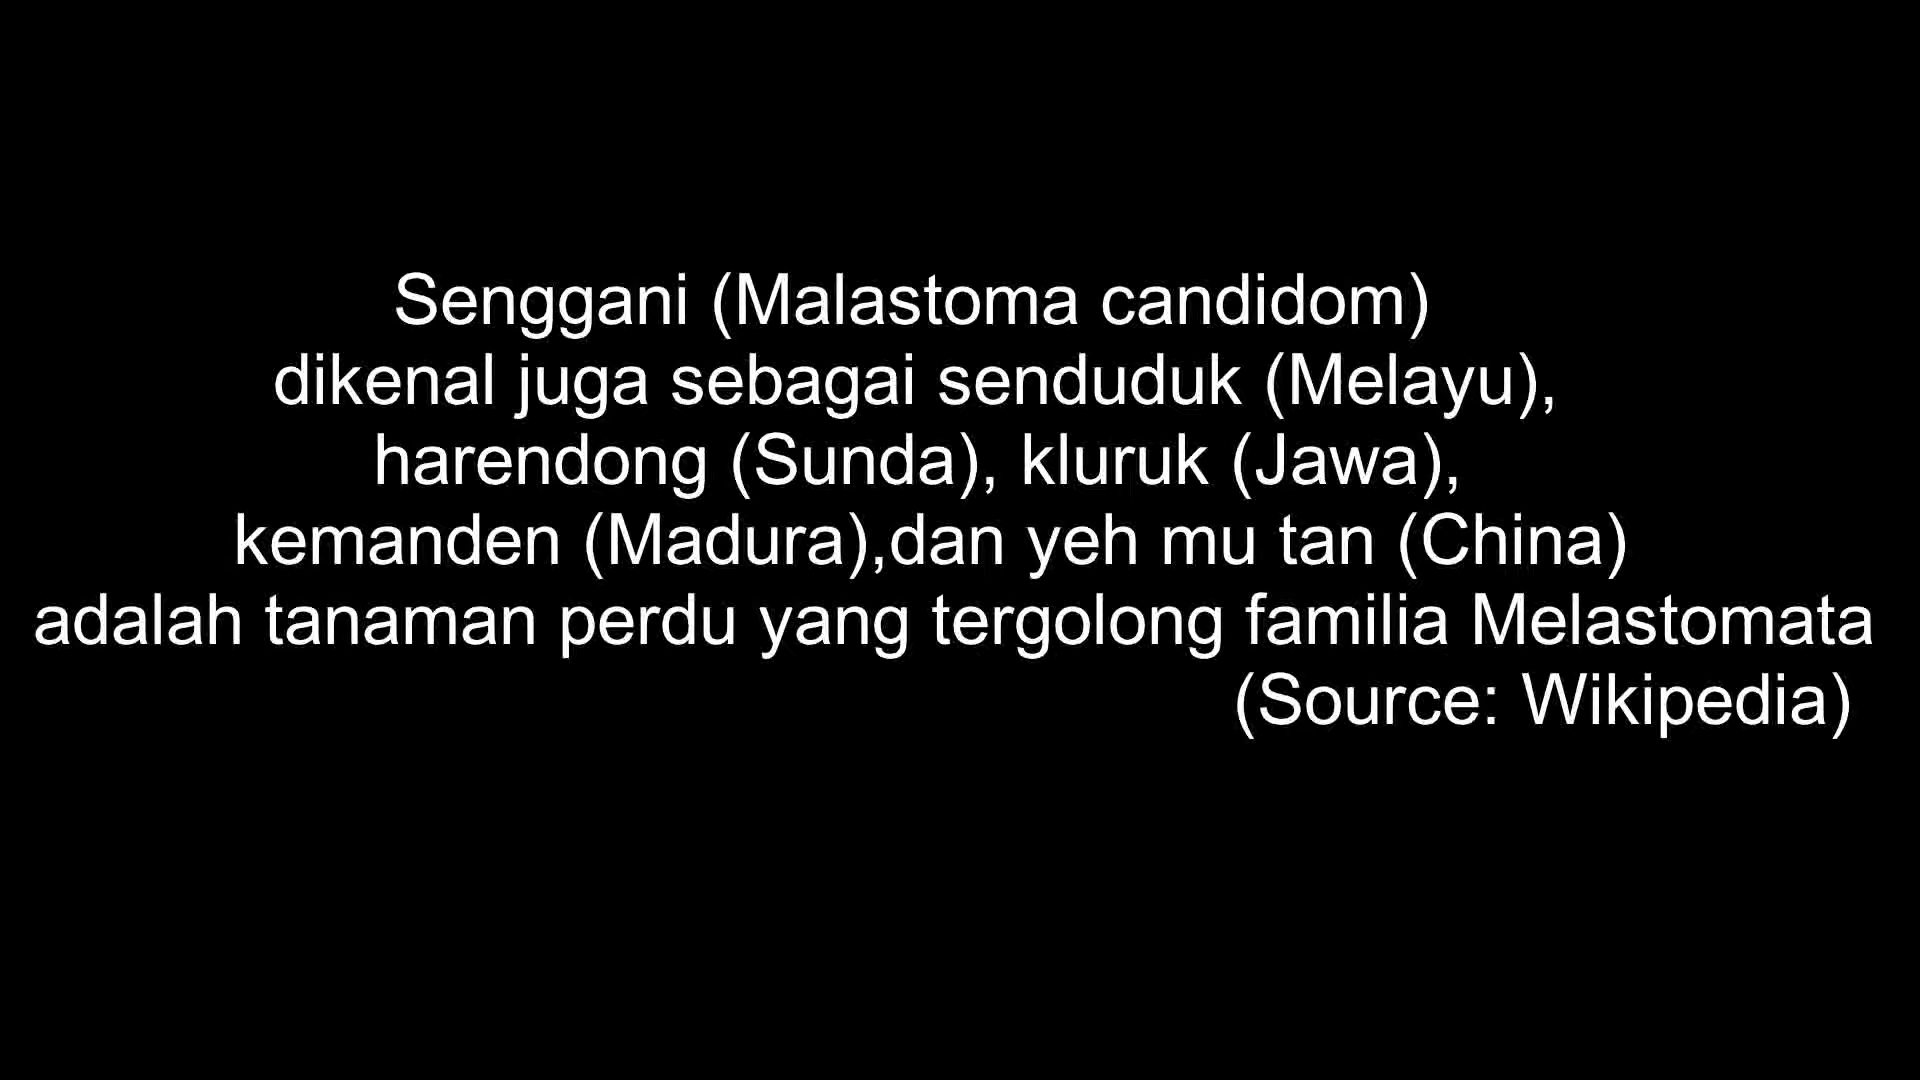 Senggani (Malastoma candidom)
dikenal juga sebagai senduduk (Melayu),
harendong (Sunda), kluruk (Jawa),
kemanden (Madura),dan yeh mu tan (China)
adalah tanaman perdu yang tergolong familia Melastomata
(Source: Wikipedia)